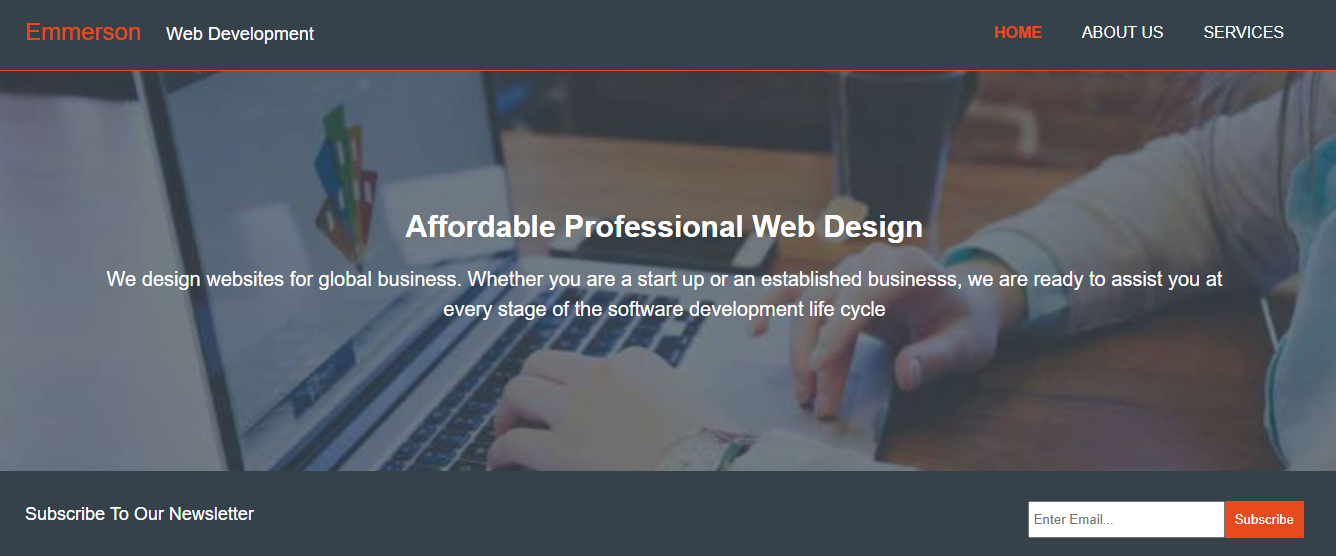 Emmerson Web Development HOME ABOUT US SERVICES
Affordable Professional Web Design
We design websites for global business. Whether you are a start up or an established businesss, we are ready to assist you at
every stage of the software development life cycle
Subscribe To Our Newsletter Enter Email... Subscribe